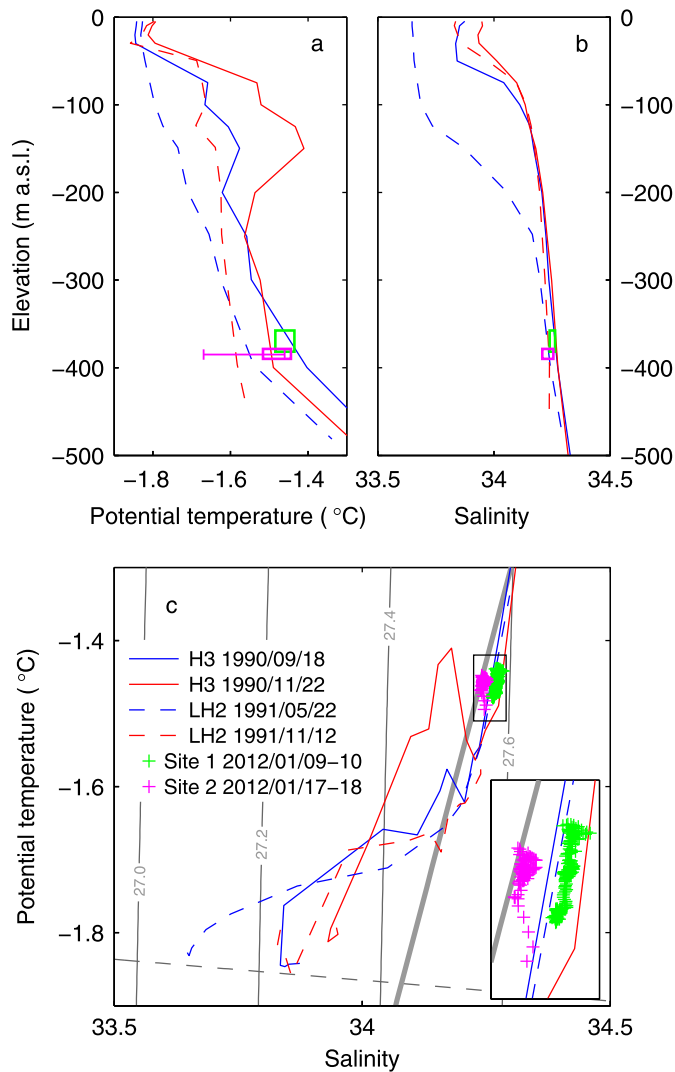 0
−100
−200
−300
−400
−500
Elevation (m a.s.l.)
a
−1.8
−1.6
−1.4
Potential temperature ( °C)
b
0
−100
−200
−300
−400
−500
33.5
34
34.5
Salinity
c
−1.4
−1.6
−1.8
Potential temperature ( °C)
H3 1990/09/18
H3 1990/11/22
LH2 1991/05/22
LH2 1991/11/12
Site 1 2012/01/09−10
Site 2 2012/01/17−18
27.0
27.2
27.4
27.6
33.5
34
34.5
Salinity